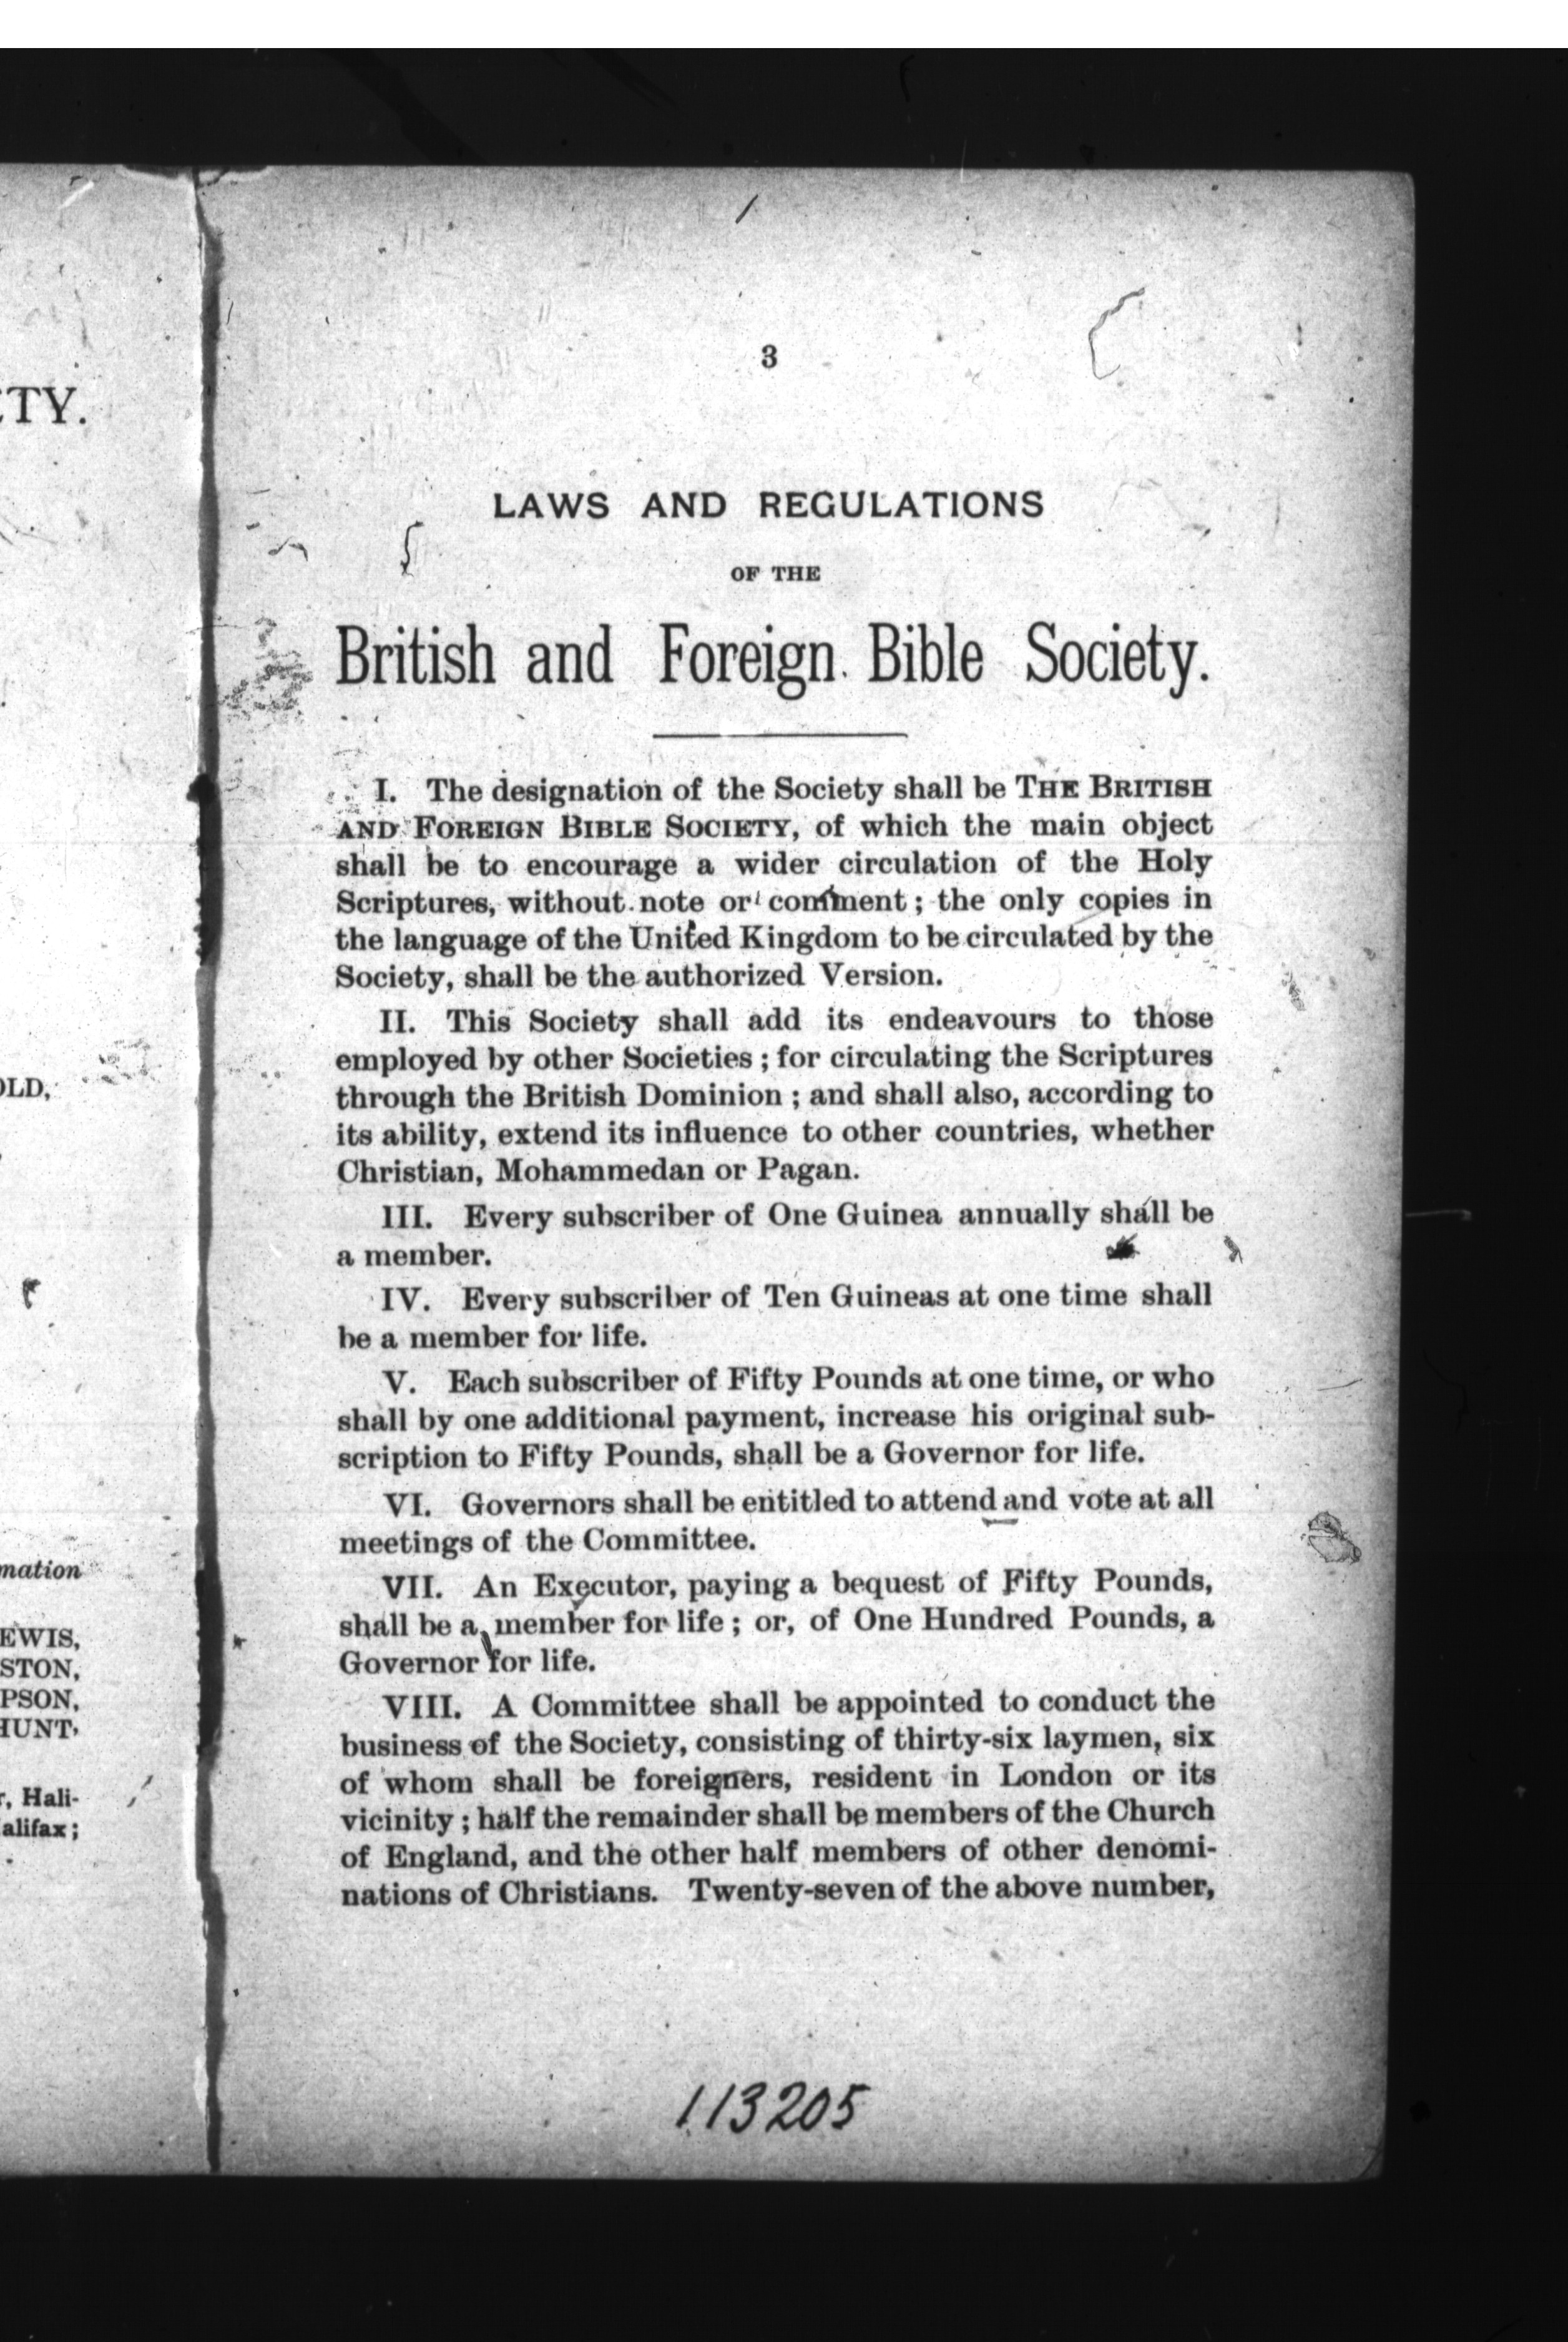 TY.
OLD,
mation
EWIS,
STON,
PSON,
HUNT,
r, Hali-
alifax;
3
LAWS AND REGULATIONS
OF THE
British and Foreign Bible Society.
I. The designation of the Society shall be THE BRITISH
AND FOREIGN BIBLE SOCIETY, of which the main object
shall be to encourage a wider circulation of the Holy
Scriptures, without note or comment; the only copies in
the language of the United Kingdom to be circulated by the
Society, shall be the authorized Version.
II. This Society shall add its endeavours to those
employed by other Societies; for circulating the Scriptures
through the British Dominion; and shall also, according to
its ability, extend its influence to other countries, whether
Christian, Mohammedan or Pagan.
III. Every subscriber of One Guinea annually shall be
a member.
IV. Every subscriber of Ten Guineas at one time shall
be a member for life.
V. Each subscriber of Fifty Pounds at one time, or who
shall by one additional payment, increase his original sub-
scription to Fifty Pounds, shall be a Governor for life.
VI. Governors shall be entitled to attend and vote at all
meetings of the Committee.
VII. An Executor, paying a bequest of Fifty Pounds,
shall be a member for life; or, of One Hundred Pounds, a
Governor for life.
VIII. A Committee shall be appointed to conduct the
business of the Society, consisting of thirty-six laymen, six
of whom shall be foreigners, resident in London or its
vicinity; half the remainder shall be members of the Church
of England, and the other half members of other denomi-
nations of Christians. Twenty-seven of the above number,
113205